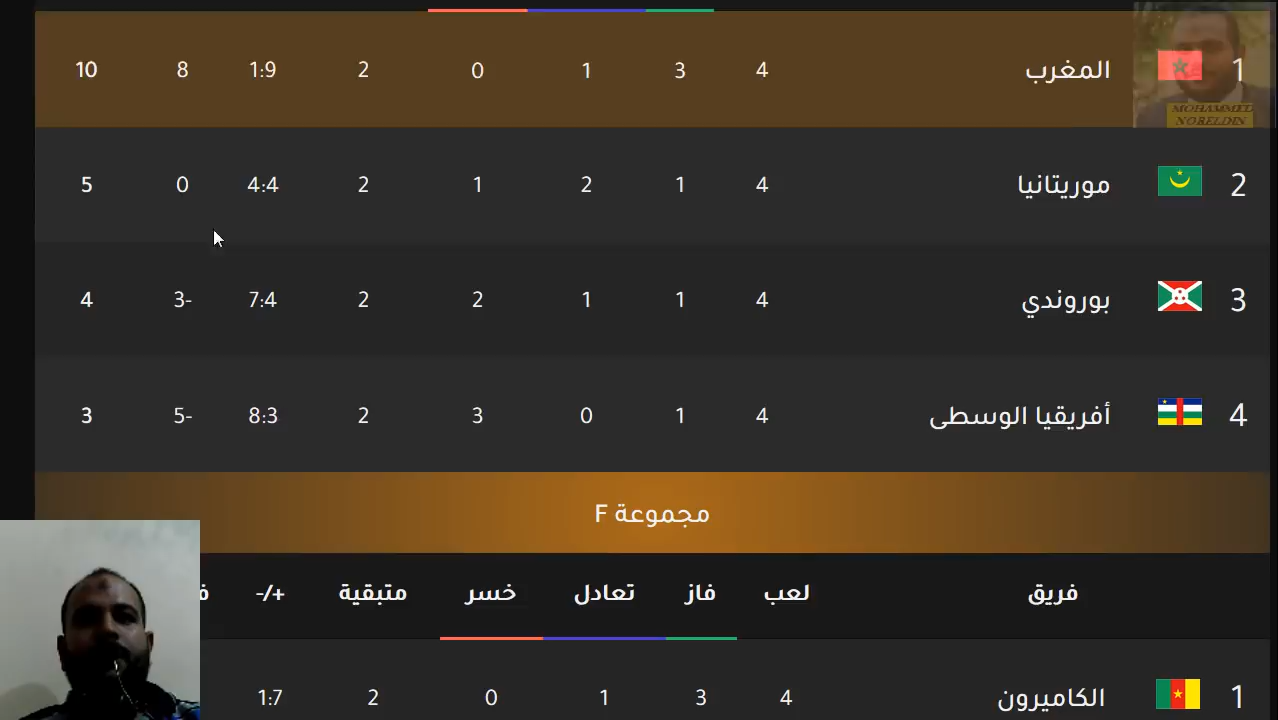 1 المغرب 4 3 1 0 2 1:9 8 10
MOHAMMED
NORELDIN
2 موريتانيا 4 1 2 1 2 4:4 0 5
3 بوروندي 4 1 1 2 2 7:4 3- 4
4 أفريقيا الوسطى 4 1 0 3 2 8:3 5- 3
مجموعة F
فريق لعب فاز تعادل خسر متبقية +/-
1 الكاميرون 4 3 1 0 2 1:7